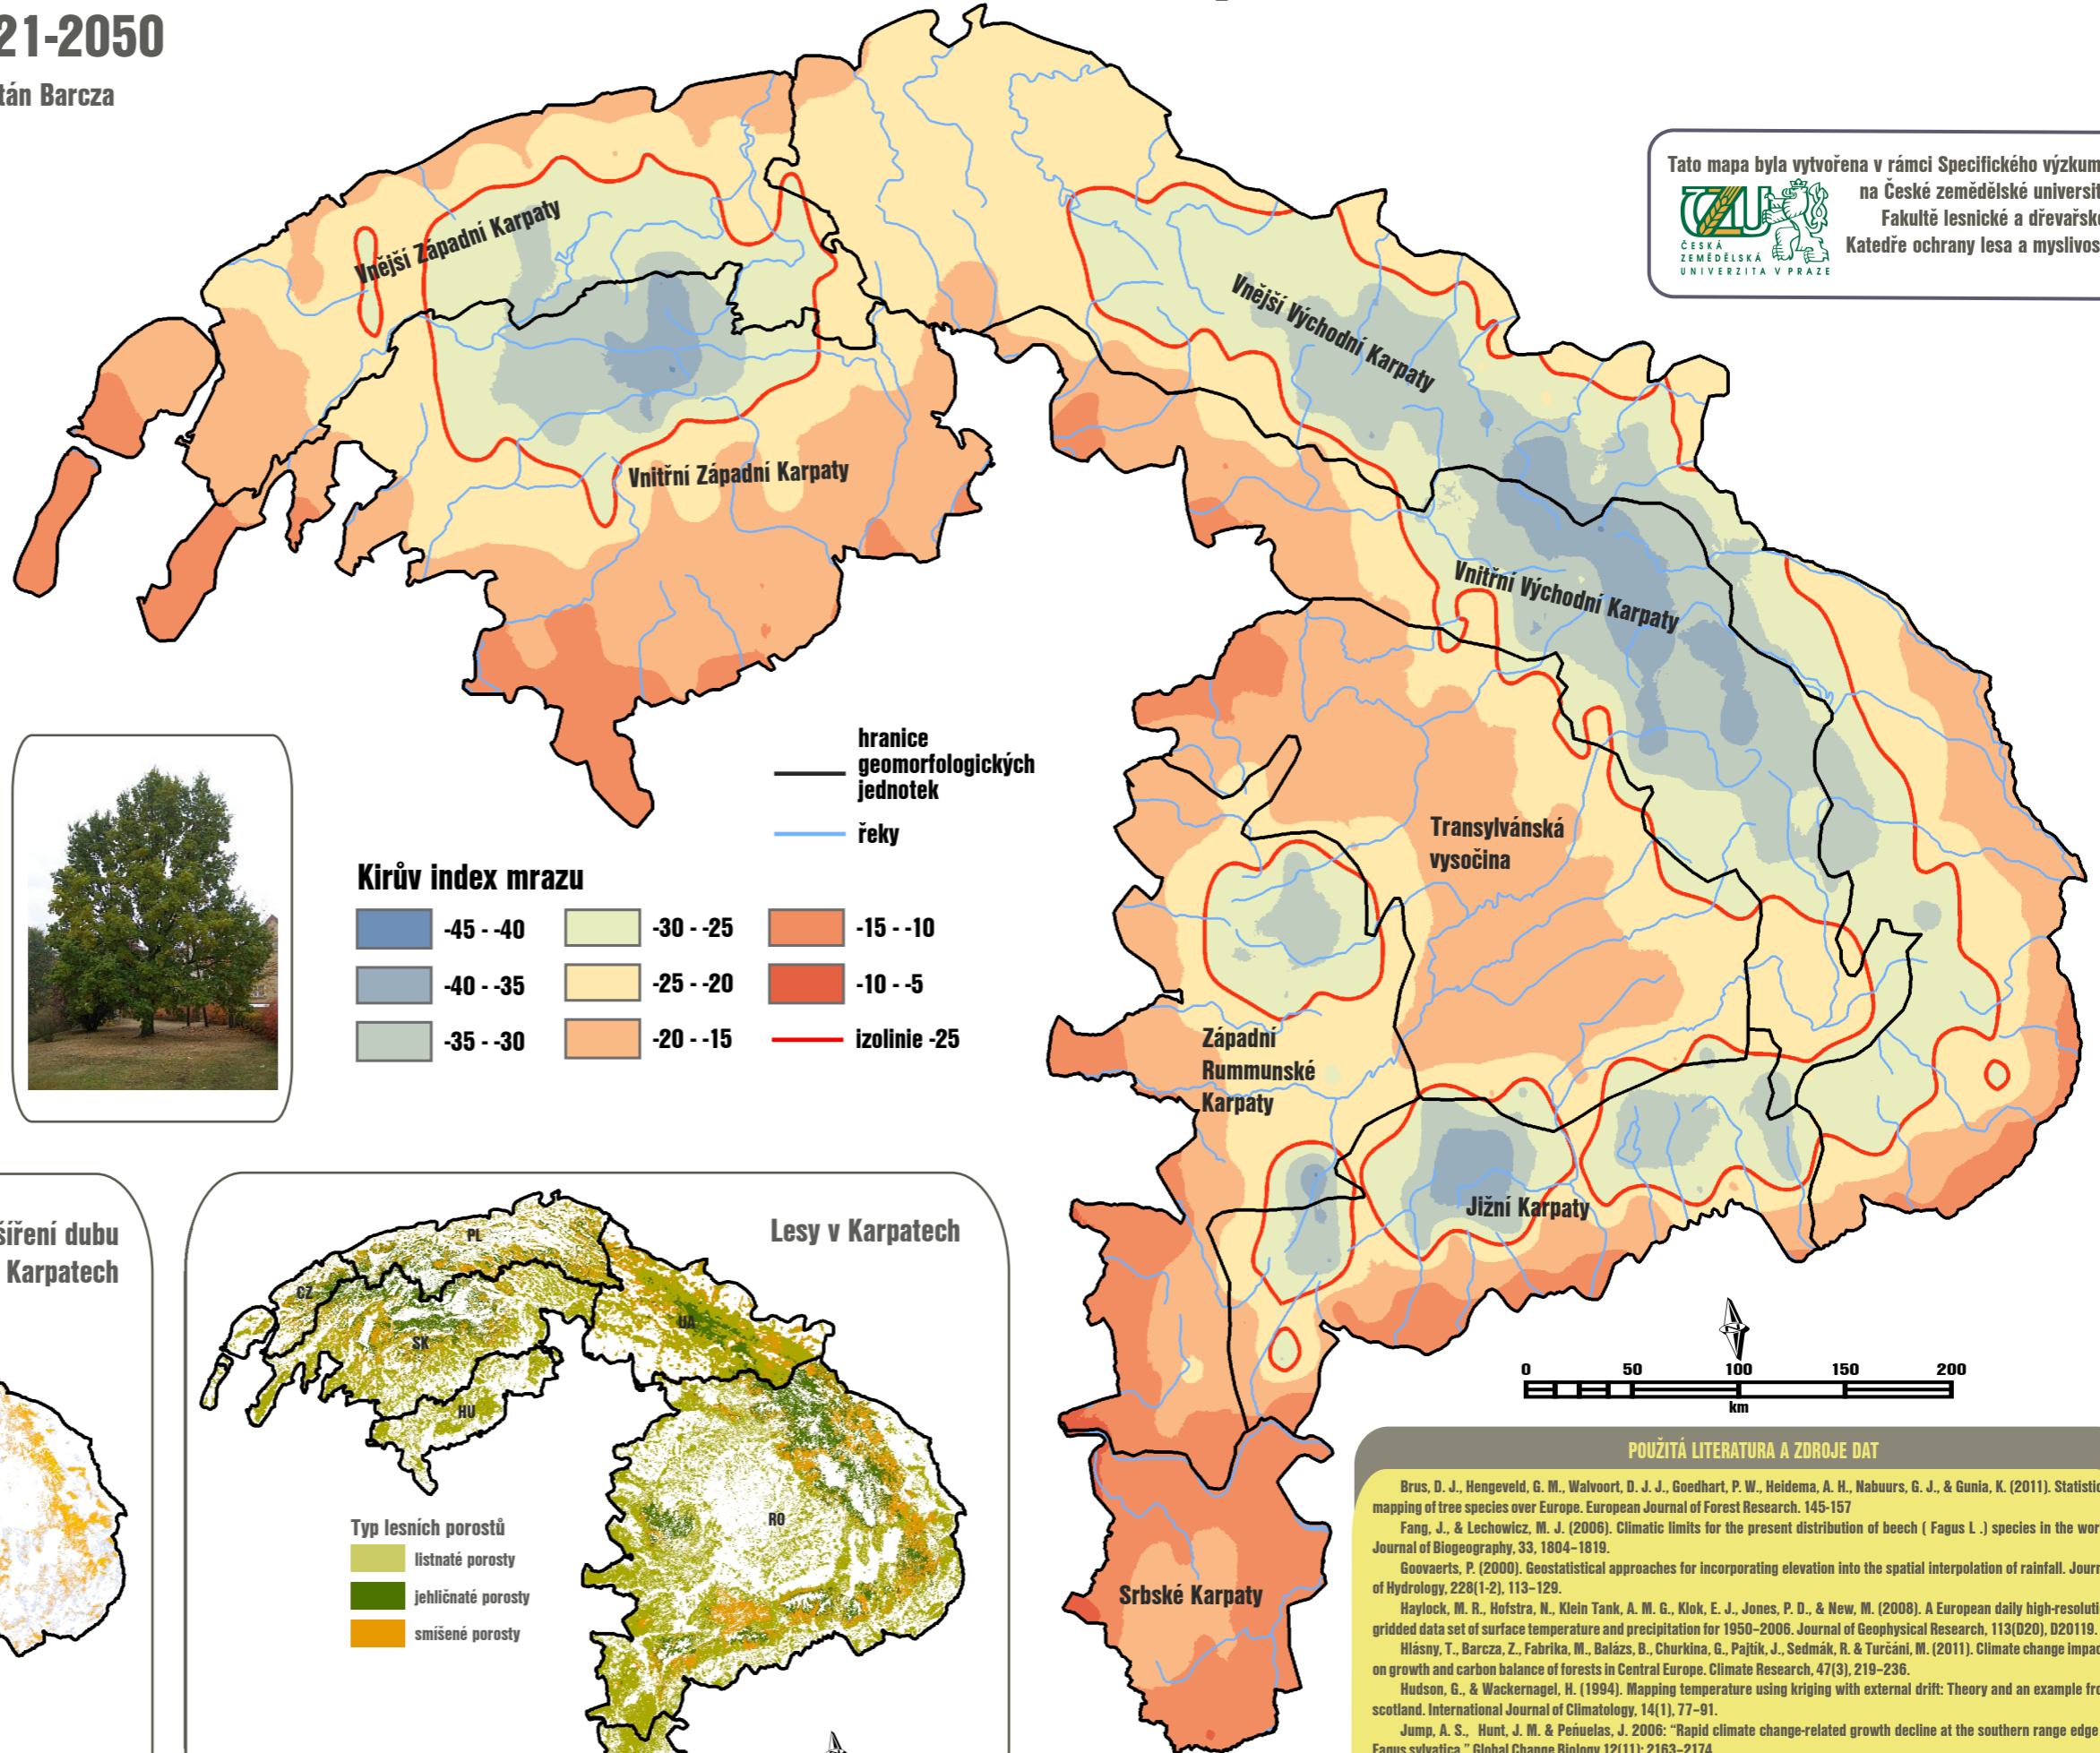 21-2050
tán Barcza
Tato mapa byla vytvořena v rámci Specifického výzkum
na České zemědělské universit
Fakultě lesnické a dřevařsk
Katedře ochrany lesa a myslivos
ČZU
ČESKÁ
ZEMĚDĚLSKÁ
UNIVERZITA V PRAZE
Vnější Západní Karpaty
Vnitřní Západní Karpaty
Vnější Východní Karpaty
Vnitřní Východní Karpaty
Transylvánská
vysočina
Západní
Rummunské
Karpaty
Jižní Karpaty
Srbské Karpaty
hranice
geomorfologických
jednotek
řeky
Kirův index mrazu
-45 - -40
-40 - -35
-35 - -30
-30 - -25
-25 - -20
-20 - -15
-15 - -10
-10 - -5
izolinie -25
0 50 100 150 200
km
šíření dubu
Karpatech
Lesy v Karpatech
PL
CZ
SK
UA
HU
RO
Typ lesních porostů
listnaté porosty
jehličnaté porosty
smíšené porosty
POUŽITÁ LITERATURA A ZDROJE DAT
Brus, D. J., Hengeveld, G. M., Walvoort, D. J. J., Goedhart, P. W., Heidema, A. H., Nabuurs, G. J., & Gunia, K. (2011). Statistic
mapping of tree species over Europe. European Journal of Forest Research. 145-157
Fang, J., & Lechowicz, M. J. (2006). Climatic limits for the present distribution of beech ( Fagus L .) species in the wor
Journal of Biogeography, 33, 1804–1819.
Goovaerts, P. (2000). Geostatistical approaches for incorporating elevation into the spatial interpolation of rainfall. Journ
of Hydrology, 228(1-2), 113–129.
Haylock, M. R., Hofstra, N., Klein Tank, A. M. G., Klok, E. J., Jones, P. D., & New, M. (2008). A European daily high-resoluti
gridded data set of surface temperature and precipitation for 1950–2006. Journal of Geophysical Research, 113(D20), D20119.
Hlásny, T., Barcza, Z., Fabrika, M., Balázs, B., Churkina, G., Pajtík, J., Sedmák, R. & Turčáni, M. (2011). Climate change impac
on growth and carbon balance of forests in Central Europe. Climate Research, 47(3), 219–236.
Hudson, G., & Wackernagel, H. (1994). Mapping temperature using kriging with external drift: Theory and an example fro
scotland. International Journal of Climatology, 14(1), 77–91.
Jump, A. S., Hunt, J. M. & Peñuelas, J. 2006: “Rapid climate change-related growth decline at the southern range edge
Fagus sylvatica.” Global Change Biology 12(11): 2163–2174